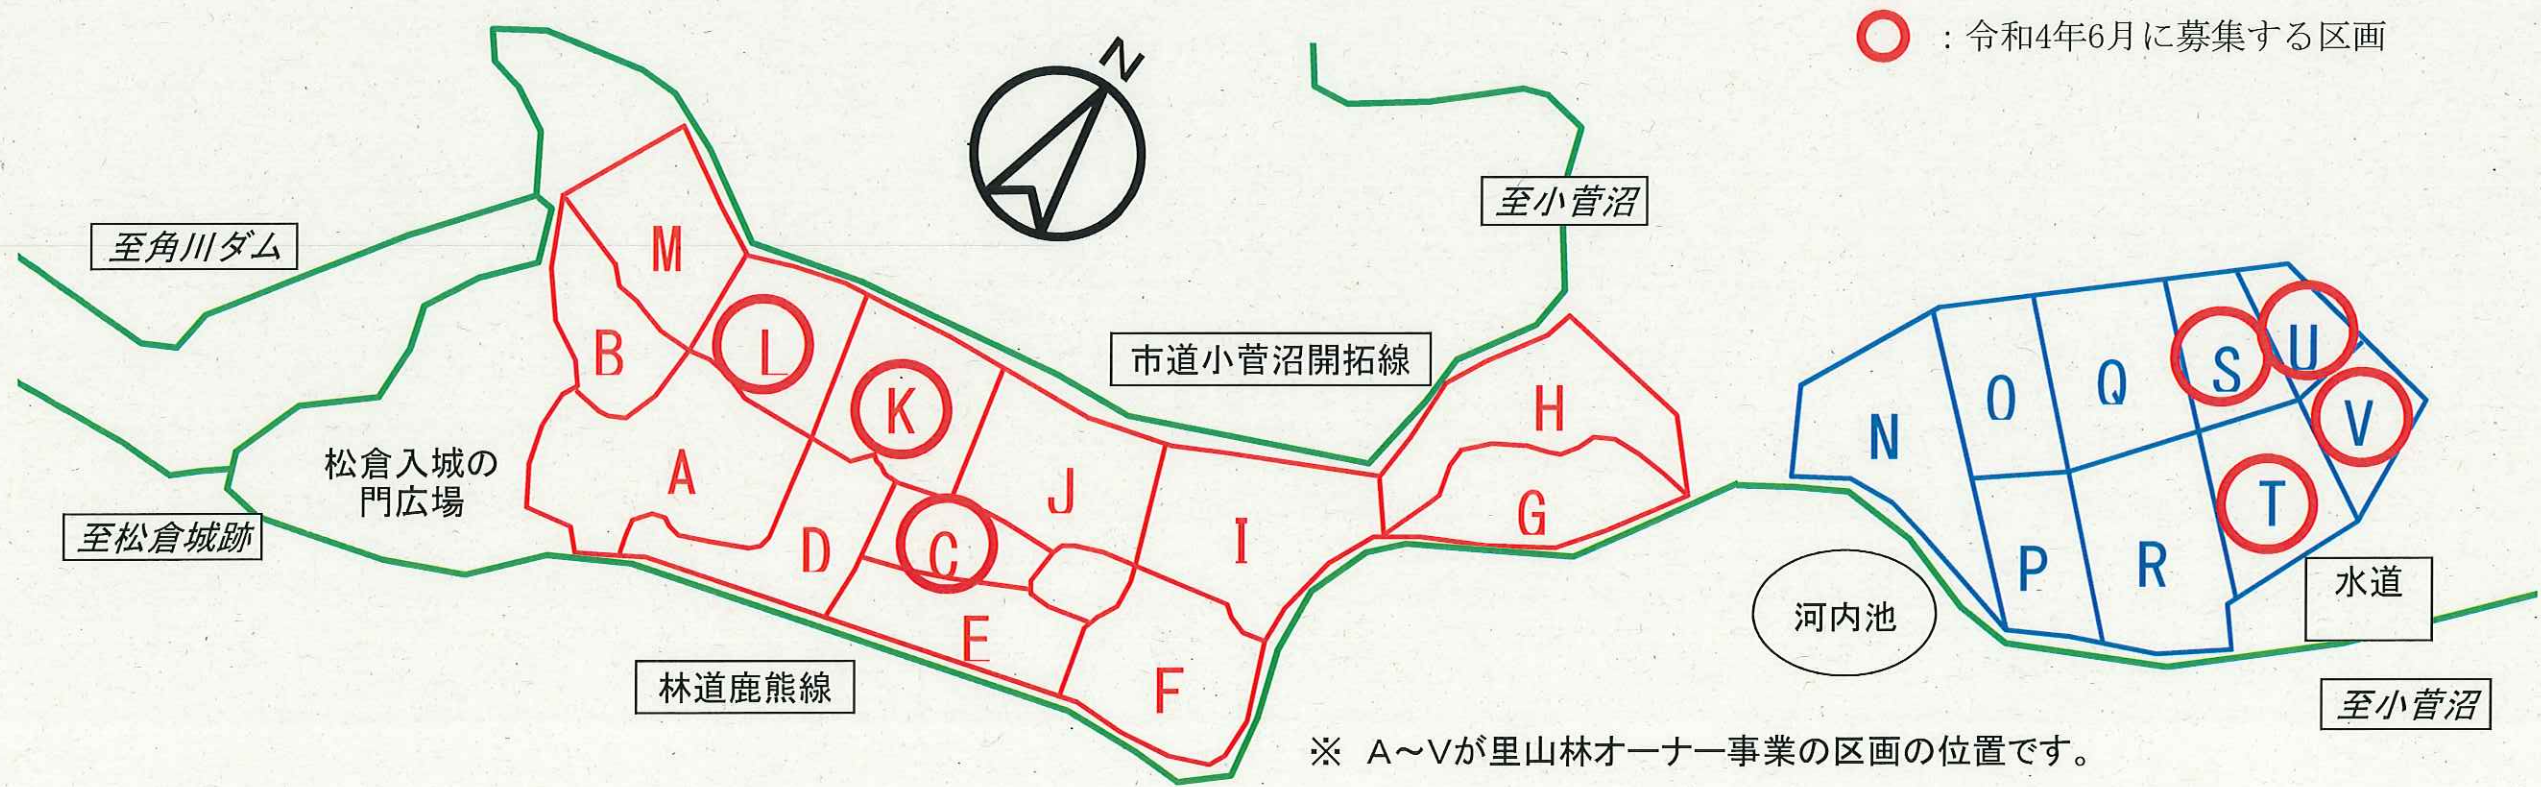 ：令和4年6月に募集する区画
N
至小菅沼
至角川ダム
市道小菅沼開拓線
松倉入城の
門広場
至松倉城跡
林道鹿熊線
M
L
B
K
A
J
C
D
E
I
F
H
G
N
O
Q
S
U
V
T
P
R
河内池
水道
至小菅沼
※ A～Vが里山林オーナー事業の区画の位置です。